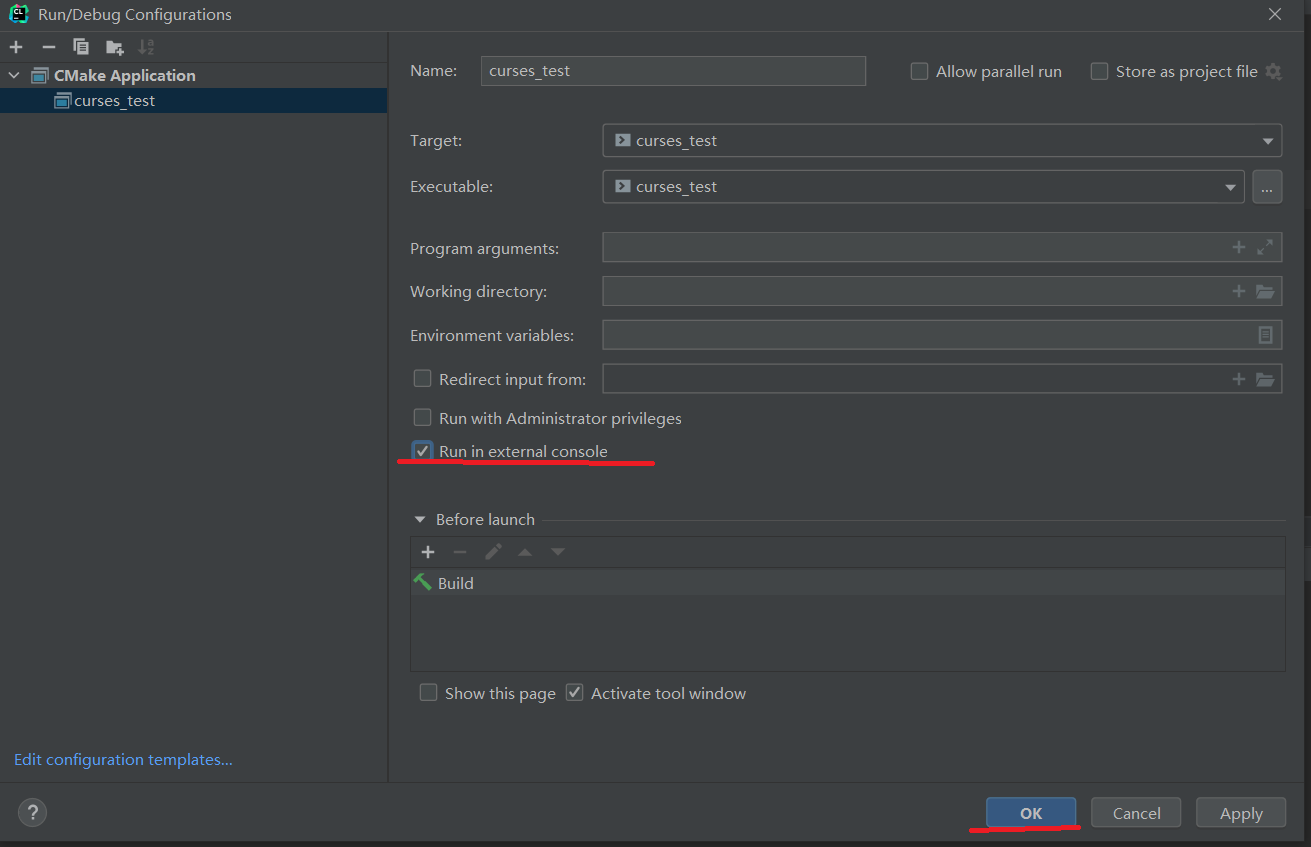 CL
Run/Debug Configurations
CMake Application
curses_test
Name:
curses_test
Allow parallel run
Store as project file
Target:
curses_test
Executable:
curses_test
...
Program arguments:
Working directory:
Environment variables:
Redirect input from:
Run with Administrator privileges
Run in external console
Before launch
Build
Show this page
Activate tool window
Edit configuration templates...
?
OK
Cancel
Apply